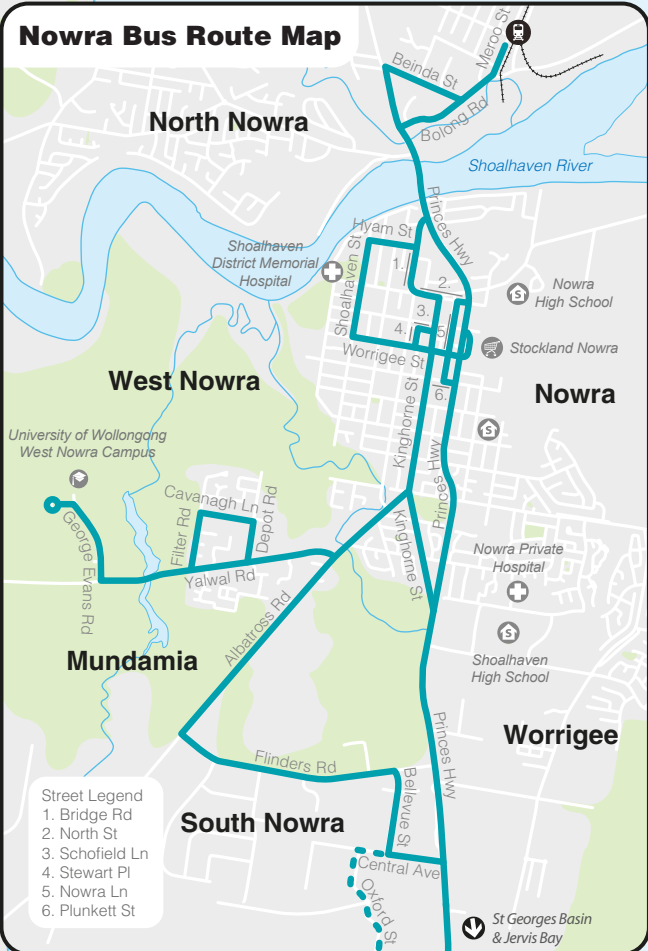 Nowra Bus Route Map
Meroo St
Beinda St
Bolong Rd
North Nowra
Shoalhaven River
Princes Hwy
Hyam St
Shoalhaven
District Memorial
Hospital
Shoalhaven St
1.
2.
3.
4.
5
Nowra
High School
Stockland Nowra
Worrigee St
West Nowra
6.
Nowra
Kinghorne St
University of Wollongong
West Nowra Campus
Princes Hwy
Cavanagh Ln
Depot Rd
Filter Rd
George Evans Rd
Kinghorne St
Nowra Private
Hospital
Yalwal Rd
Albatross Rd
Mundamia
Shoalhaven
High School
Worrigee
Princes Hwy
Flinders Rd
Bellevue St
South Nowra
Central Ave
Oxford St
Street Legend
1. Bridge Rd
2. North St
3. Schofield Ln
4. Stewart Pl
5. Nowra Ln
6. Plunkett St
St Georges Basin
& Jervis Bay
S
S
S